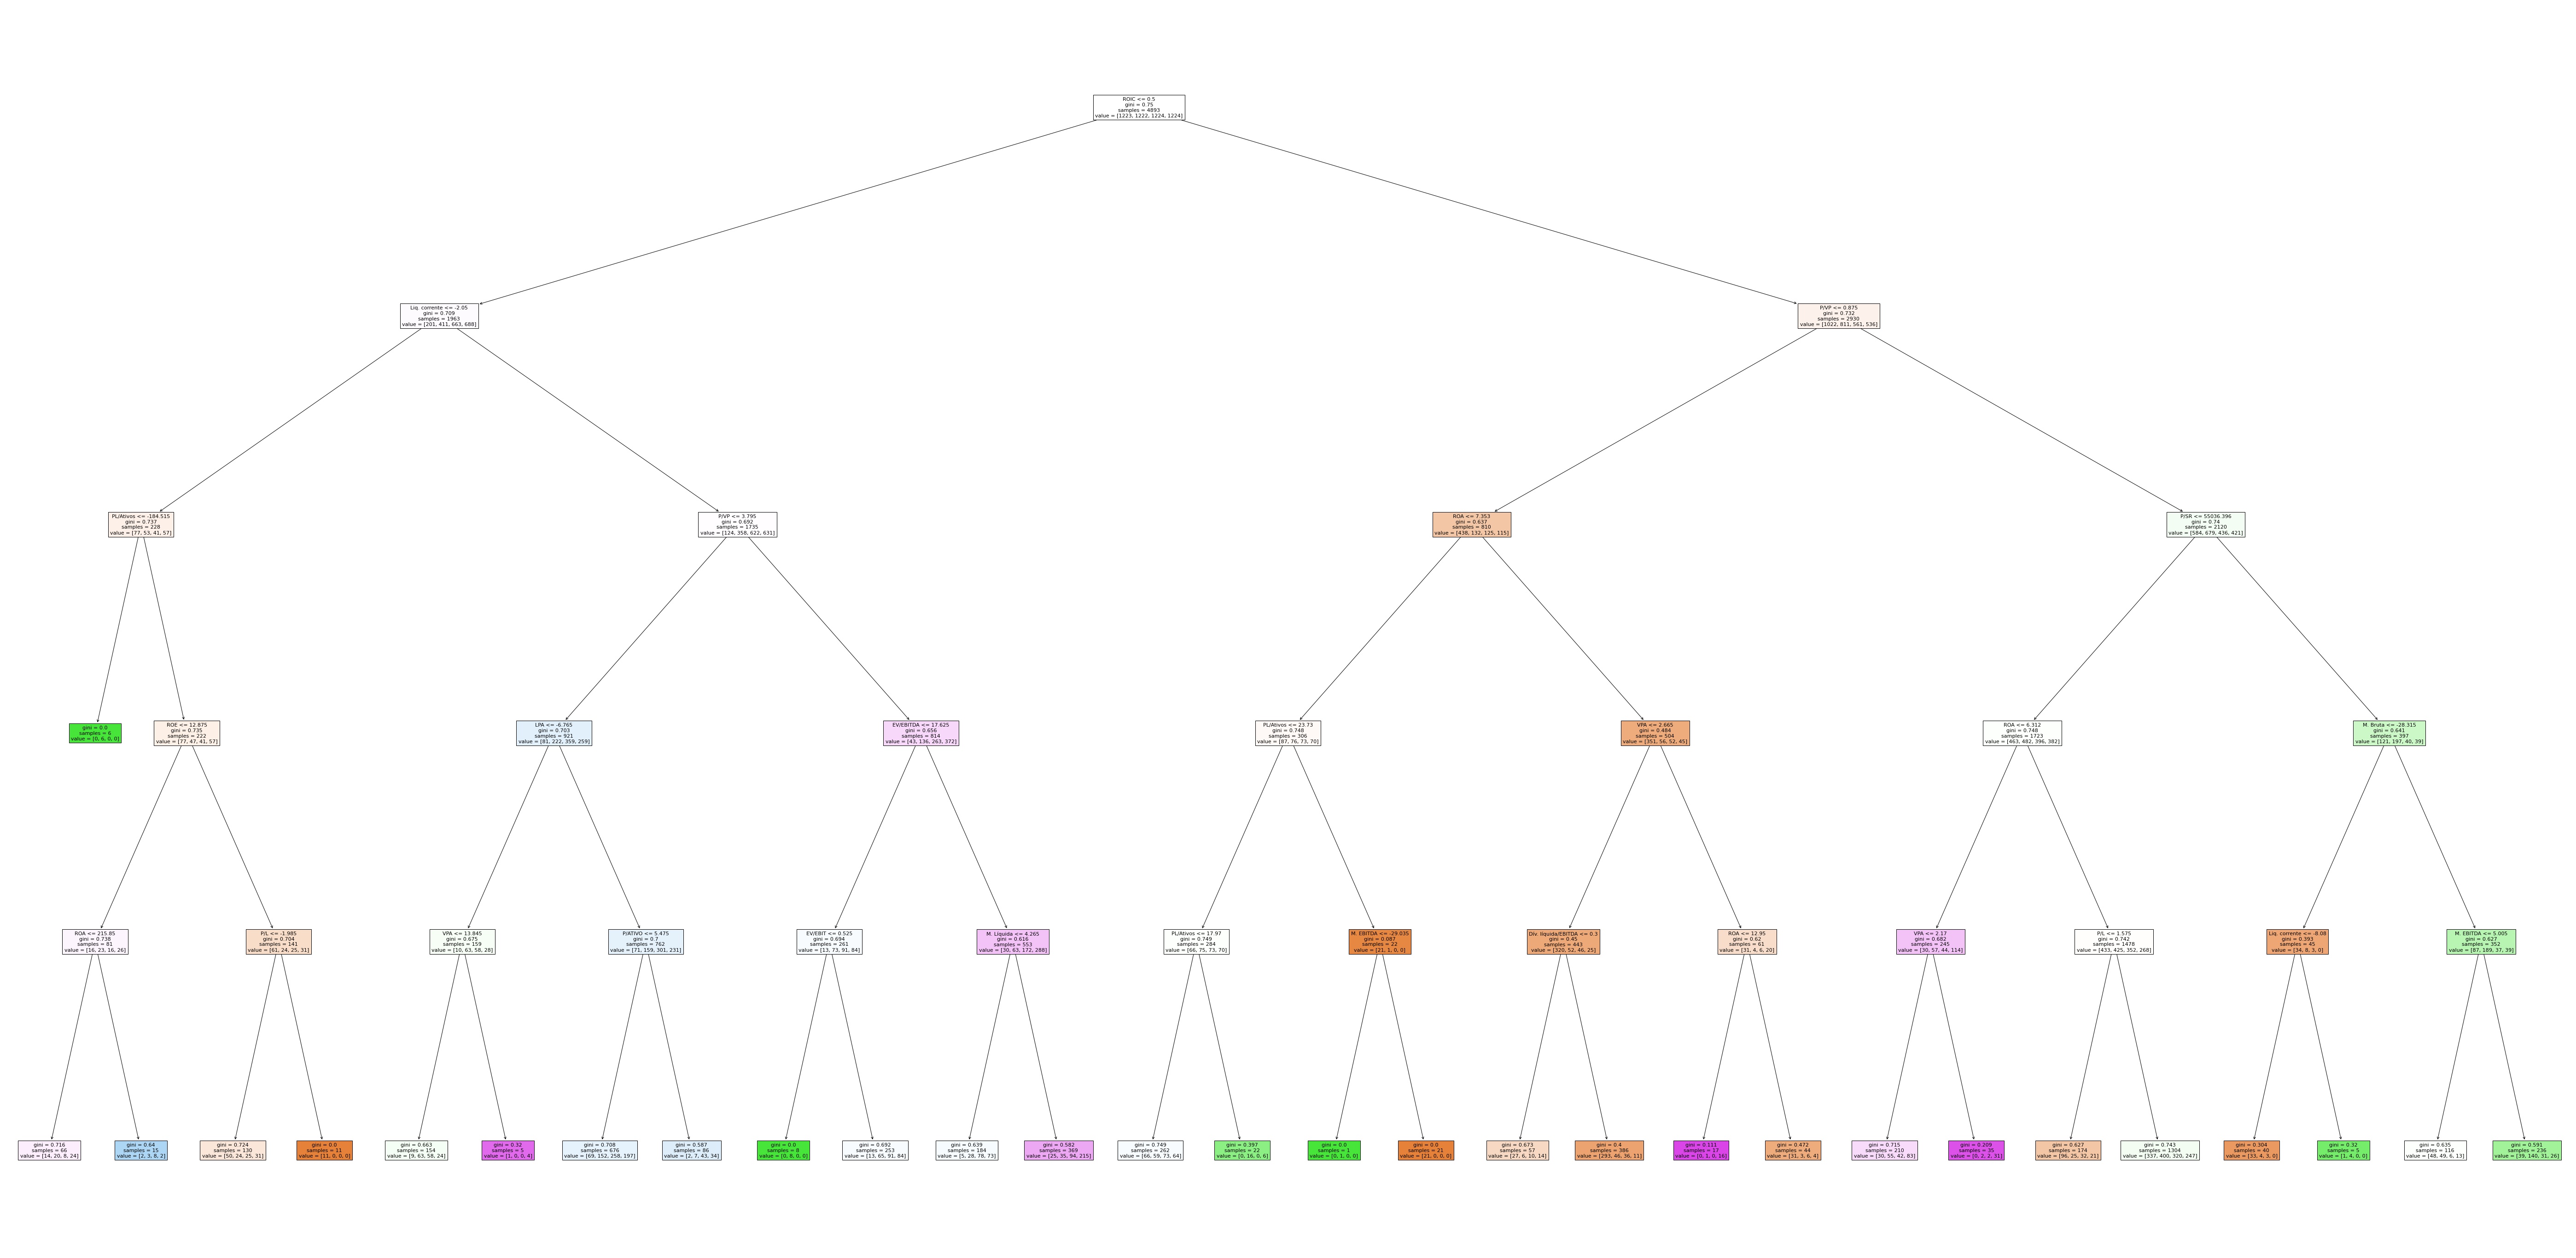 ROIC <= 0.5
gini = 0.75
samples = 4893
value = [1223, 1222, 1224, 1224]
Liq. corrente <= -2.05
gini = 0.709
samples = 1963
value = [201, 411, 663, 688]
P/VP <= 0.875
gini = 0.732
samples = 2930
value = [1022, 811, 561, 536]
PL/Ativos <= -184.515
gini = 0.737
samples = 228
value = [77, 53, 41, 57]
P/VP <= 3.795
gini = 0.692
samples = 1735
value = [124, 358, 622, 631]
ROA <= 7.353
gini = 0.637
samples = 810
value = [438, 132, 125, 115]
P/SR <= 55036.396
gini = 0.74
samples = 2120
value = [584, 679, 436, 421]
gini = 0.0
samples = 6
value = [0, 6, 0, 0]
ROE <= 12.875
gini = 0.735
samples = 222
value = [77, 47, 41, 57]
LPA <= -6.765
gini = 0.703
samples = 921
value = [81, 222, 359, 259]
EV/EBITDA <= 17.625
gini = 0.656
samples = 814
value = [43, 136, 263, 372]
PL/Ativos <= 23.73
gini = 0.748
samples = 306
value = [87, 76, 73, 70]
VPA <= 2.665
gini = 0.484
samples = 504
value = [351, 56, 52, 45]
ROA <= 6.312
gini = 0.748
samples = 1723
value = [463, 482, 396, 382]
M. Bruta <= -28.315
gini = 0.641
samples = 397
value = [121, 197, 40, 39]
ROA <= 215.85
gini = 0.738
samples = 81
value = [16, 23, 16, 26]
P/L <= -1.985
gini = 0.704
samples = 141
value = [61, 24, 25, 31]
VPA <= 13.845
gini = 0.675
samples = 159
value = [10, 63, 58, 28]
P/ATIVO <= 5.475
gini = 0.7
samples = 762
value = [71, 159, 301, 231]
EV/EBIT <= 0.525
gini = 0.694
samples = 261
value = [13, 73, 91, 84]
M. Líquida <= 4.265
gini = 0.616
samples = 553
value = [30, 63, 172, 288]
PL/Ativos <= 17.97
gini = 0.749
samples = 284
value = [66, 75, 73, 70]
M. EBITDA <= -29.035
gini = 0.087
samples = 22
value = [21, 1, 0, 0]
Dív. líquida/EBITDA <= 0.3
gini = 0.45
samples = 443
value = [320, 52, 46, 25]
ROA <= 12.95
gini = 0.62
samples = 61
value = [31, 4, 6, 20]
VPA <= 2.17
gini = 0.682
samples = 245
value = [30, 57, 44, 114]
P/L <= 1.575
gini = 0.742
samples = 1478
value = [433, 425, 352, 268]
Liq. corrente <= -8.08
gini = 0.393
samples = 45
value = [34, 8, 3, 0]
M. EBITDA <= 5.005
gini = 0.627
samples = 352
value = [87, 189, 37, 39]
gini = 0.716
samples = 66
value = [14, 20, 8, 24]
gini = 0.64
samples = 15
value = [2, 3, 8, 2]
gini = 0.724
samples = 130
value = [50, 24, 25, 31]
gini = 0.0
samples = 11
value = [11, 0, 0, 0]
gini = 0.663
samples = 154
value = [9, 63, 58, 24]
gini = 0.32
samples = 5
value = [1, 0, 0, 4]
gini = 0.708
samples = 676
value = [69, 152, 258, 197]
gini = 0.587
samples = 86
value = [2, 7, 43, 34]
gini = 0.0
samples = 8
value = [0, 8, 0, 0]
gini = 0.692
samples = 253
value = [13, 65, 91, 84]
gini = 0.639
samples = 184
value = [5, 28, 78, 73]
gini = 0.582
samples = 369
value = [25, 35, 94, 215]
gini = 0.749
samples = 262
value = [66, 59, 73, 64]
gini = 0.397
samples = 22
value = [0, 16, 0, 6]
gini = 0.0
samples = 1
value = [0, 1, 0, 0]
gini = 0.0
samples = 21
value = [21, 0, 0, 0]
gini = 0.673
samples = 57
value = [27, 6, 10, 14]
gini = 0.4
samples = 386
value = [293, 46, 36, 11]
gini = 0.111
samples = 17
value = [0, 1, 0, 16]
gini = 0.472
samples = 44
value = [31, 3, 6, 4]
gini = 0.715
samples = 210
value = [30, 55, 42, 83]
gini = 0.209
samples = 35
value = [0, 2, 2, 31]
gini = 0.627
samples = 174
value = [96, 25, 32, 21]
gini = 0.743
samples = 1304
value = [337, 400, 320, 247]
gini = 0.304
samples = 40
value = [33, 4, 3, 0]
gini = 0.32
samples = 5
value = [1, 4, 0, 0]
gini = 0.635
samples = 116
value = [48, 49, 6, 13]
gini = 0.591
samples = 236
value = [39, 140, 31, 26]